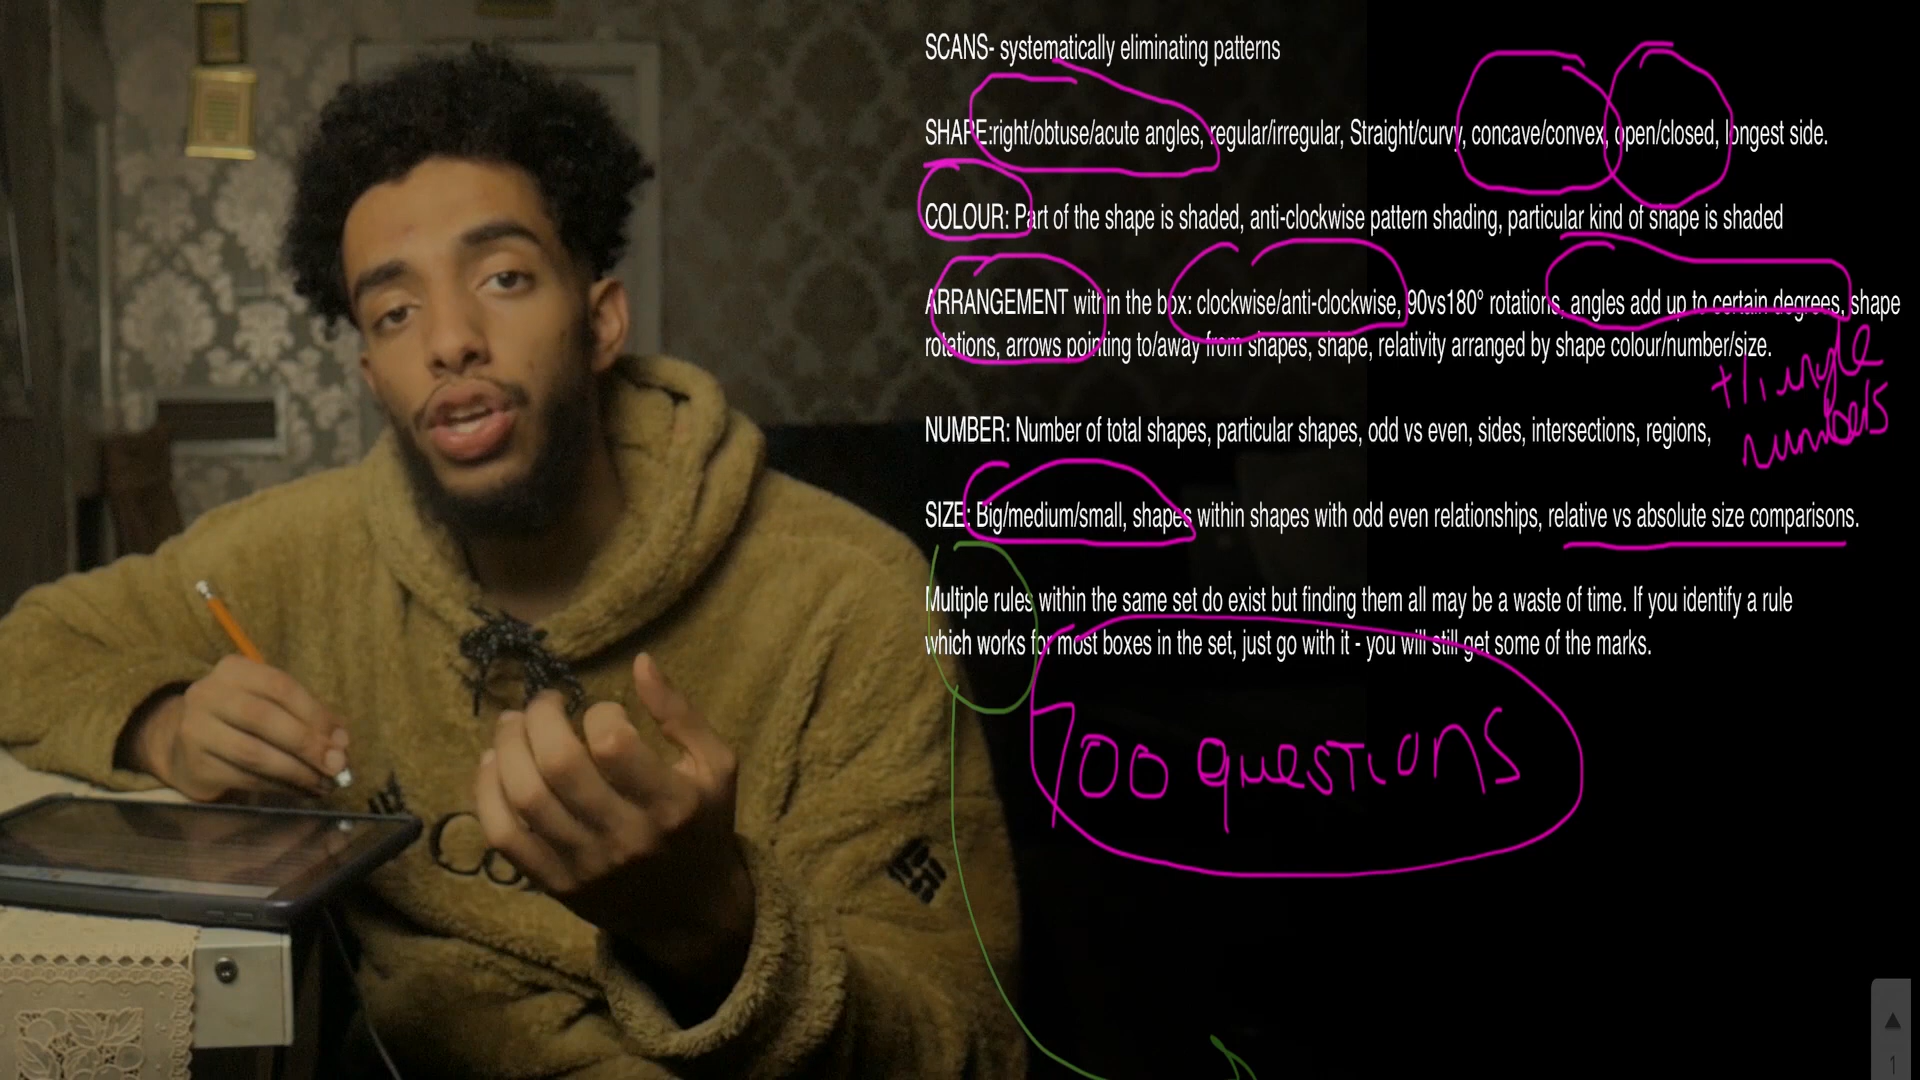 SCANS- systematically eliminating patterns
SHAPE:right/obtuse/acute angles, regular/irregular, Straight/curvy, concave/convex, open/closed, longest side.
COLOUR: Part of the shape is shaded, anti-clockwise pattern shading, particular kind of shape is shaded
ARRANGEMENT within the box: clockwise/anti-clockwise, 90vs180° rotations, angles add up to certain degrees, shape
rotations, arrows pointing to/away from shapes, shape, relativity arranged by shape colour/number/size.
NUMBER: Number of total shapes, particular shapes, odd vs even, sides, intersections, regions,
numbers
SIZE: Big/medium/small, shapes within shapes with odd even relationships, relative vs absolute size comparisons.
Multiple rules within the same set do exist but finding them all may be a waste of time. If you identify a rule
which works for most boxes in the set, just go with it - you will still get some of the marks.
700 questions
Co
1